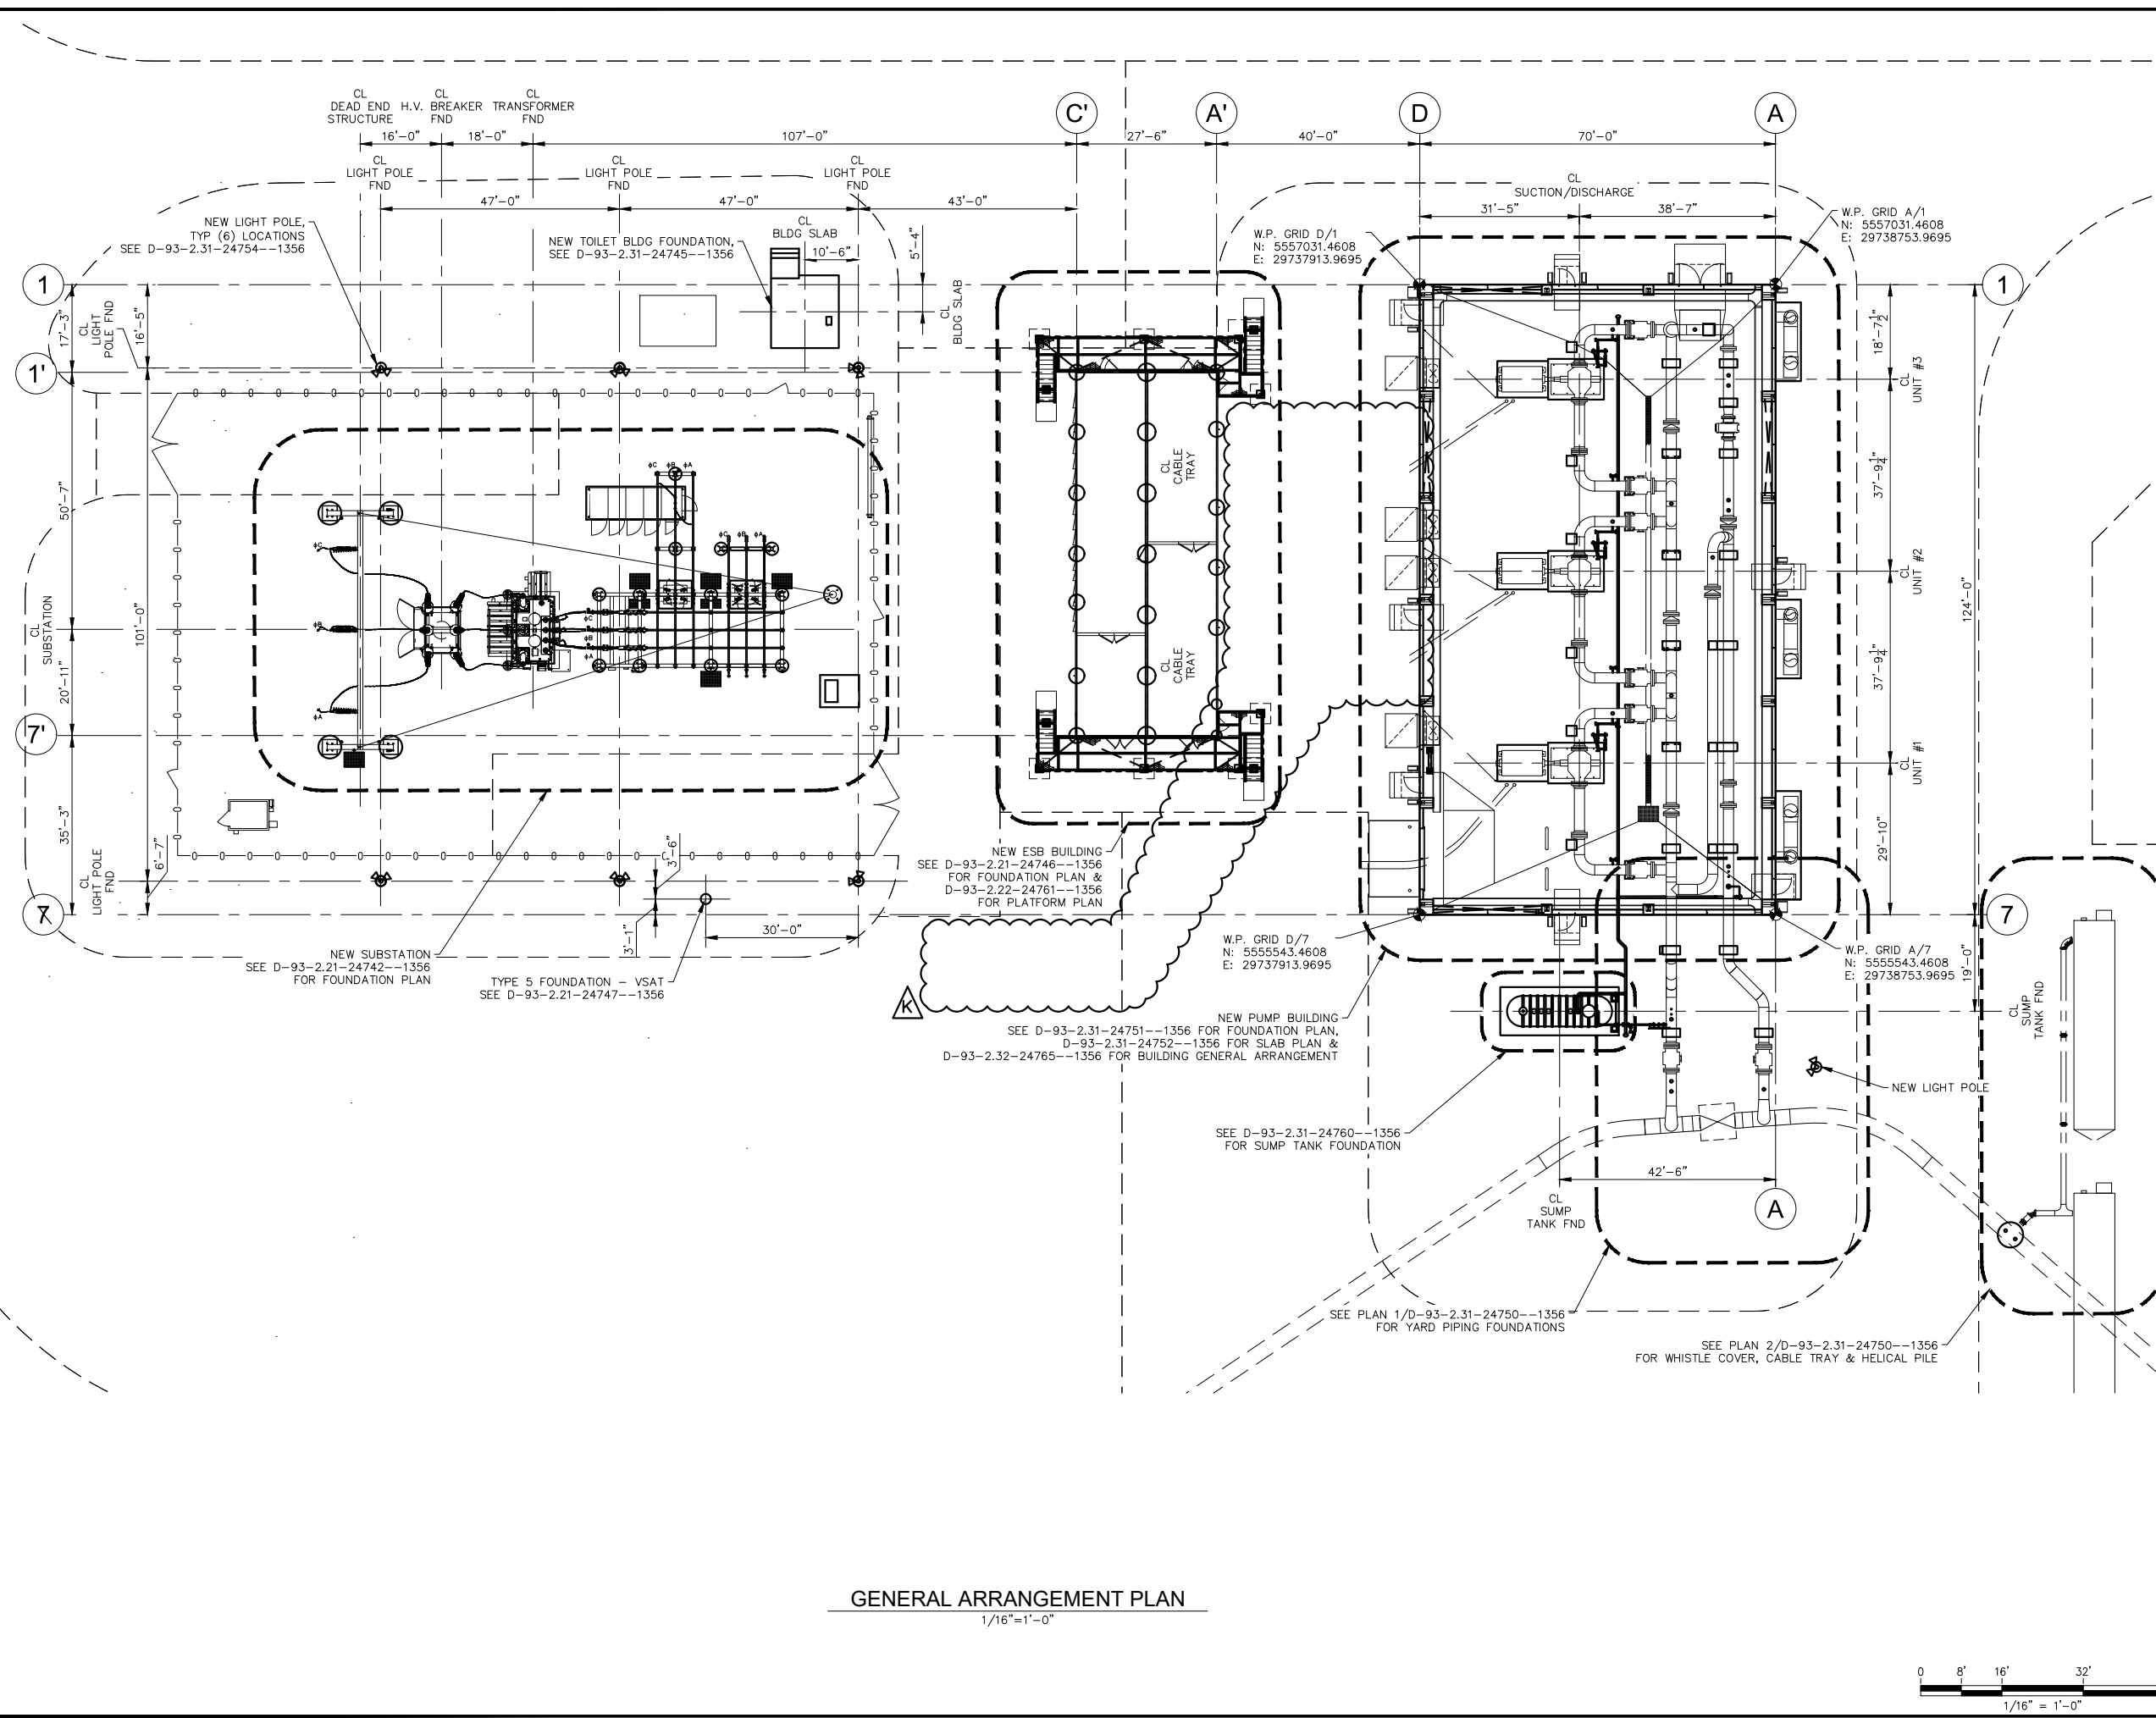 CL
DEAD END
STRUCTURE
CL
H.V. BREAKER
FND
CL
TRANSFORMER
FND
C'
A'
D
A
16'-0"
18'-0"
107'-0"
27'-6"
40'-0"
70'-0"
CL
LIGHT POLE
FND
CL
LIGHT POLE
FND
CL
LIGHT POLE
FND
CL
SUCTION/DISCHARGE
47'-0"
47'-0"
43'-0"
31'-5"
38'-7"
NEW LIGHT POLE,
TYP (6) LOCATIONS
SEE D-93-2.31-24754--1356
NEW TOILET BLDG FOUNDATION,
SEE D-93-2.31-24745--1356
CL
BLDG SLAB
10'-6"
5'-4"
CL
BLDG SLAB
W.P. GRID D/1
N: 5557031.4608
E: 29737913.9695
W.P. GRID A/1
N: 5557031.4608
E: 29738753.9695
1
1
17'-3"
CL
LIGHT
POLE FND
16'-5"
18'-7 1/2"
CL
UNIT #3
1'
50'-7"
CL
CABLE
TRAY
37'-9 1/4"
φC
φB
φA
φC
φB
φA
φC
φB
φA
φC
φB
φA
CL
UNIT #2
124'-0"
CL
SUBSTATION
101'-0"
20'-11"
CL
CABLE
TRAY
37'-9 1/4"
7'
CL
UNIT #1
35'-3"
6'-7"
CL
LIGHT POLE
FND
3'-6"
29'-10"
NEW ESB BUILDING
SEE D-93-2.21-24746--1356
FOR FOUNDATION PLAN &
D-93-2.22-24761--1356
FOR PLATFORM PLAN
7
7
3'-1"
30'-0"
NEW SUBSTATION
SEE D-93-2.21-24742--1356
FOR FOUNDATION PLAN
TYPE 5 FOUNDATION - VSAT
SEE D-93-2.21-24747--1356
W.P. GRID D/7
N: 5555543.4608
E: 29737913.9695
W.P. GRID A/7
N: 5555543.4608
E: 29738753.9695
19'-0"
CL
SUMP
TANK FND
K
NEW PUMP BUILDING
SEE D-93-2.31-24751--1356 FOR FOUNDATION PLAN,
D-93-2.31-24752--1356 FOR SLAB PLAN &
D-93-2.32-24765--1356 FOR BUILDING GENERAL ARRANGEMENT
NEW LIGHT POLE
SEE D-93-2.31-24760--1356
FOR SUMP TANK FOUNDATION
42'-6"
CL
SUMP
TANK FND
A
SEE PLAN 1/D-93-2.31-24750--1356
FOR YARD PIPING FOUNDATIONS
SEE PLAN 2/D-93-2.31-24750--1356
FOR WHISTLE COVER, CABLE TRAY & HELICAL PILE
GENERAL ARRANGEMENT PLAN
1/16"=1'-0"
0 8' 16' 32'
1/16" = 1'-0"